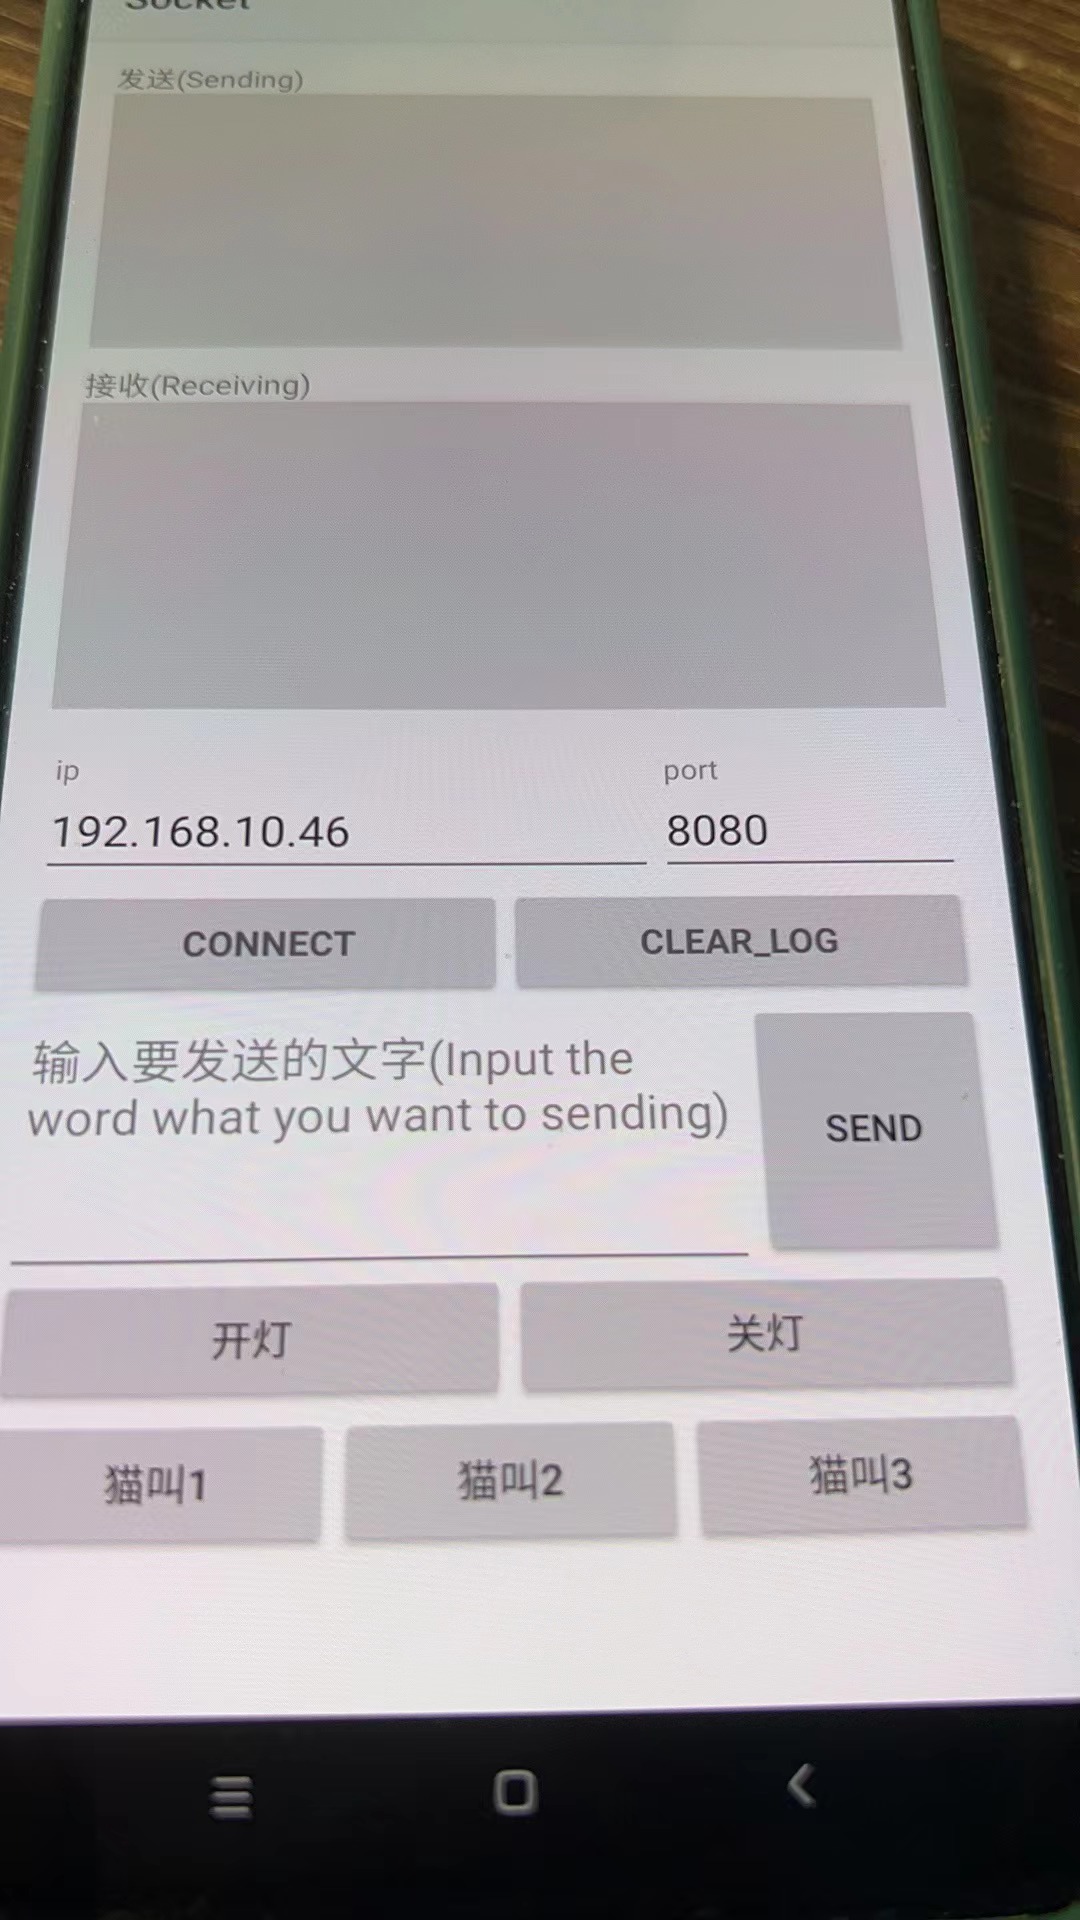 Socket
发送(Sending)
接收(Receiving)
ip
port
192.168.10.46
8080
CONNECT
CLEAR_LOG
输入要发送的文字(Input the
word what you want to sending)
SEND
开灯
关灯
猫叫1
猫叫2
猫叫3